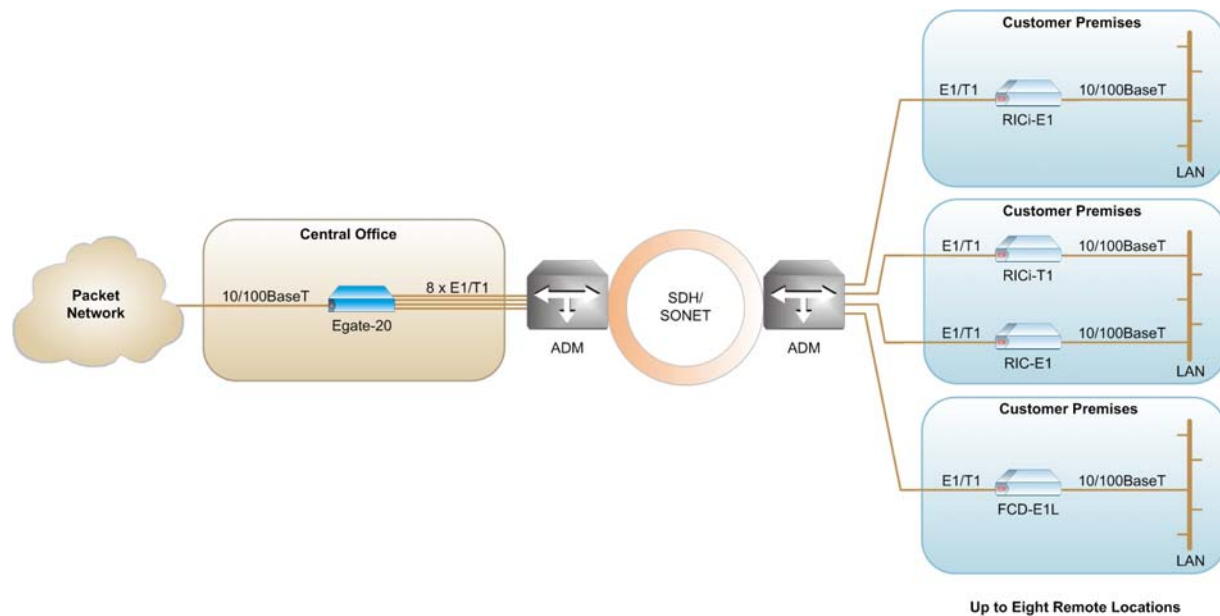 Packet
Network
Central Office
10/100BaseT
Egate-20
8 x E1/T1
ADM
SDH/
SONET
ADM
Customer Premises
E1/T1
RICi-E1
10/100BaseT
LAN
Customer Premises
E1/T1
RICi-T1
10/100BaseT
E1/T1
RIC-E1
10/100BaseT
LAN
Customer Premises
E1/T1
FCD-E1L
10/100BaseT
LAN
Up to Eight Remote Locations